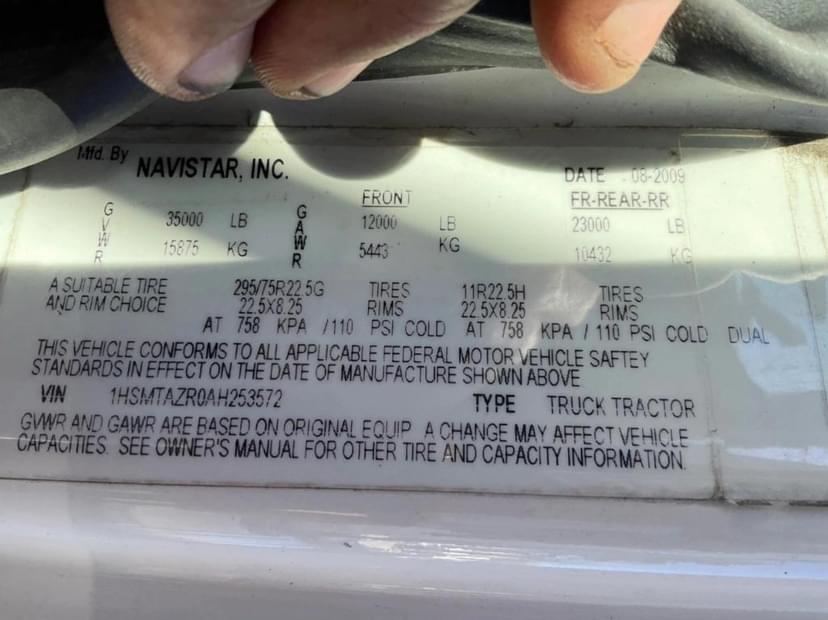 Mfd. By NAVISTAR, INC. DATE 08-2009
FRONT FR-REAR-RR
GVWR 35000 LB GAWR 12000 LB 23000 LB
15875 KG 5443 KG 10432 KG
A SUITABLE TIRE 295/75R22.5G TIRES 11R22.5H TIRES
AND RIM CHOICE 22.5X8.25 RIMS 22.5X8.25 RIMS
AT 758 KPA / 110 PSI COLD AT 758 KPA / 110 PSI COLD DUAL
THIS VEHICLE CONFORMS TO ALL APPLICABLE FEDERAL MOTOR VEHICLE SAFTEY
STANDARDS IN EFFECT ON THE DATE OF MANUFACTURE SHOWN ABOVE
VIN 1HSMTAZR0AH253572 TYPE TRUCK TRACTOR
GVWR AND GAWR ARE BASED ON ORIGINAL EQUIP. A CHANGE MAY AFFECT VEHICLE
CAPACITIES. SEE OWNER'S MANUAL FOR OTHER TIRE AND CAPACITY INFORMATION.